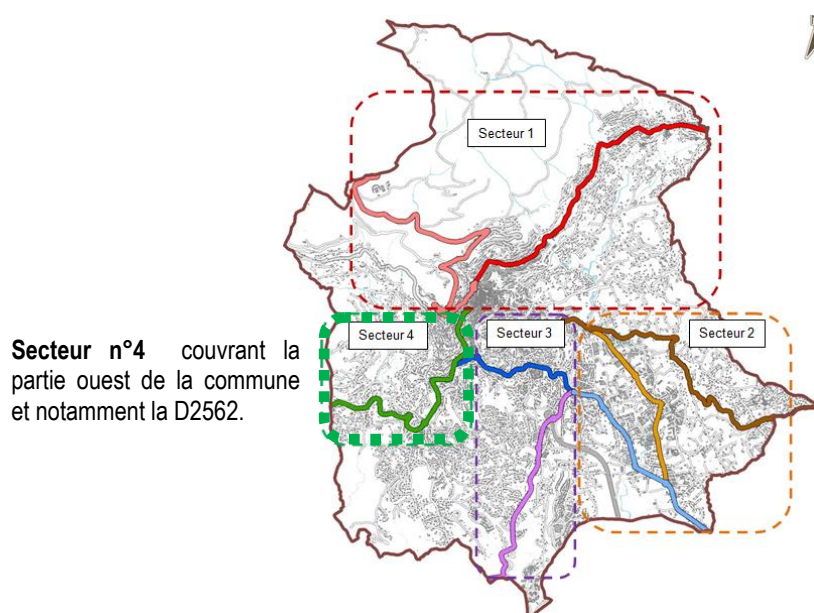 Secteur 1
Secteur 4
Secteur 3
Secteur 2
Secteur n°4 couvrant la
partie ouest de la commune
et notamment la D2562.